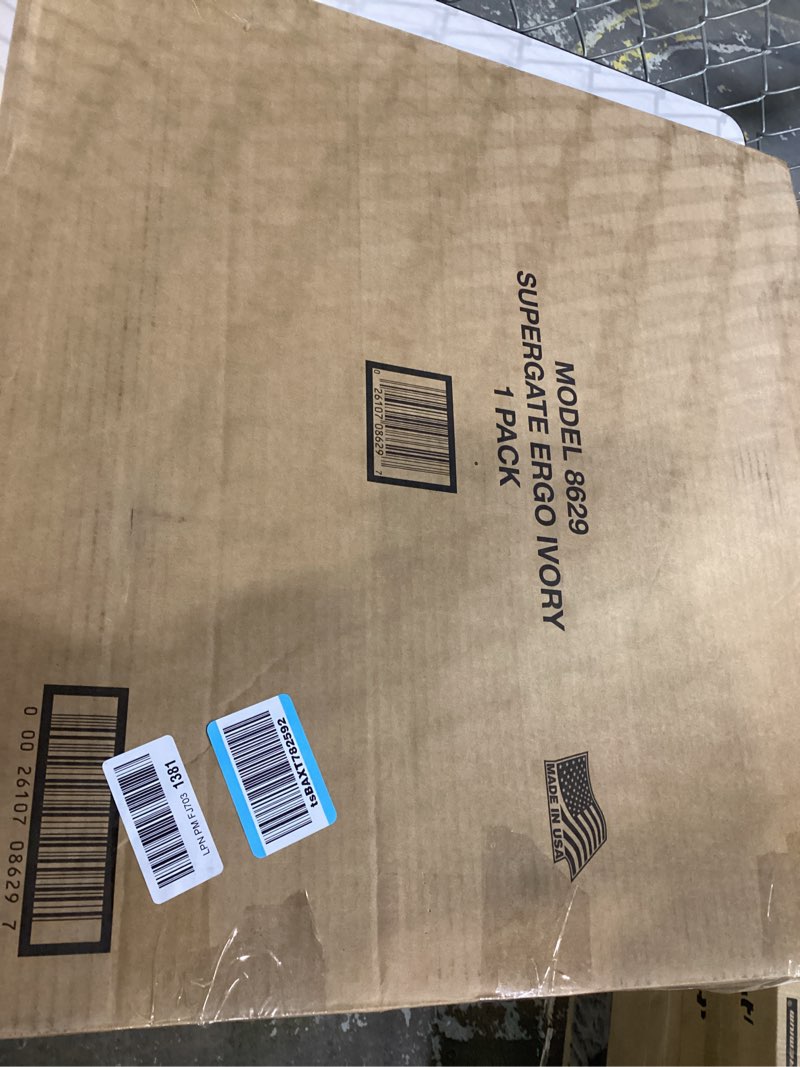 MODEL 8629
SUPERGATE ERGO IVORY
1 PACK
0 26107 08629 7
MADE IN USA
tsBAXT782592
LPN PM FJ703 1381
0 00 26107 08629 7